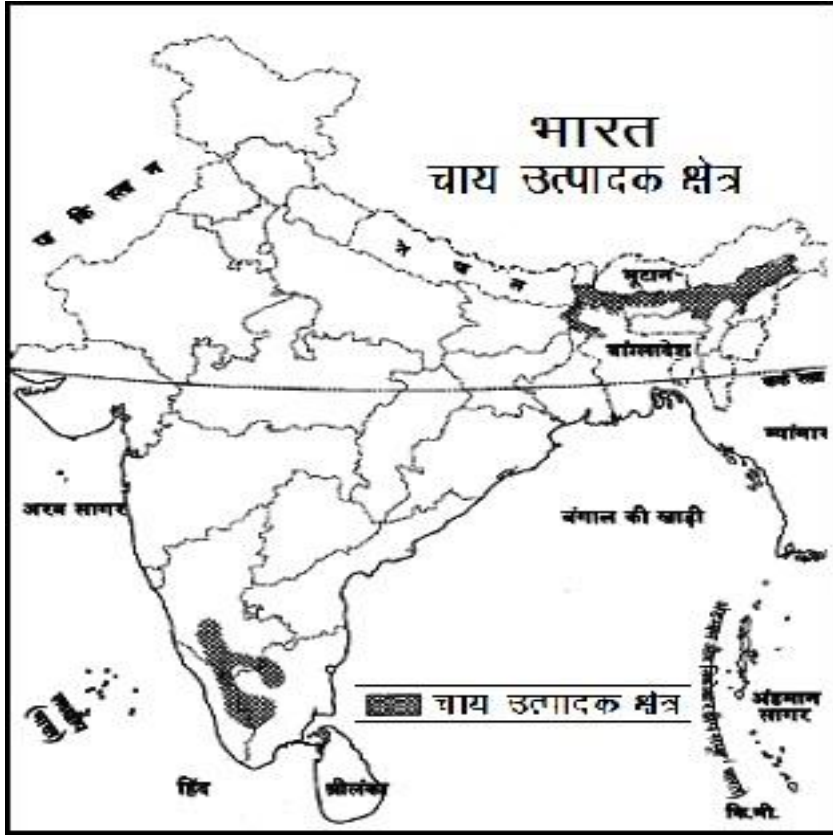 भारत
चाय उत्पादक क्षेत्र
भूटान
बांग्लादेश
म्यांमार
अरब सागर
बंगाल की खाड़ी
चाय उत्पादक क्षेत्र
अंडमान
सागर
हिंद
श्रीलंका
कि.मी.